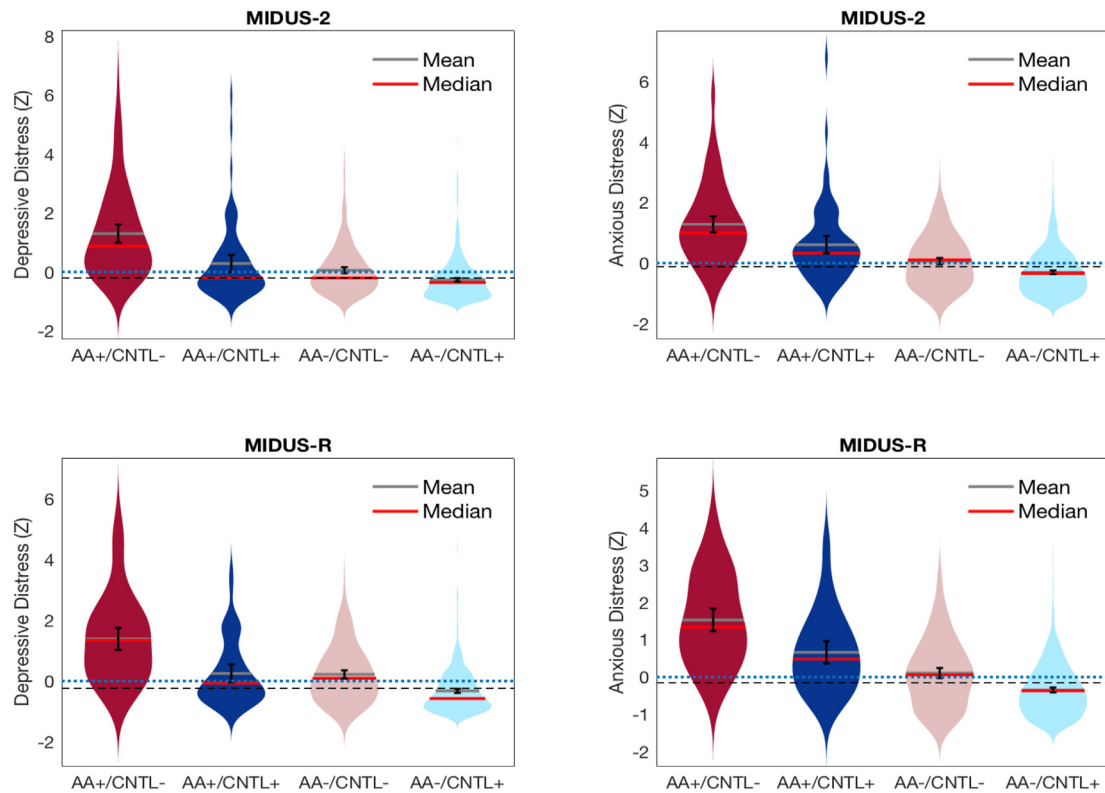 MIDUS-2
Depressive Distress (Z)
8
6
4
2
0
-2
Mean
Median
AA+/CNTL- AA+/CNTL+ AA-/CNTL- AA-/CNTL+
MIDUS-2
Anxious Distress (Z)
6
4
2
0
-2
Mean
Median
AA+/CNTL- AA+/CNTL+ AA-/CNTL- AA-/CNTL+
MIDUS-R
Depressive Distress (Z)
6
4
2
0
-2
Mean
Median
AA+/CNTL- AA+/CNTL+ AA-/CNTL- AA-/CNTL+
MIDUS-R
Anxious Distress (Z)
5
4
3
2
1
0
-1
-2
Mean
Median
AA+/CNTL- AA+/CNTL+ AA-/CNTL- AA-/CNTL+